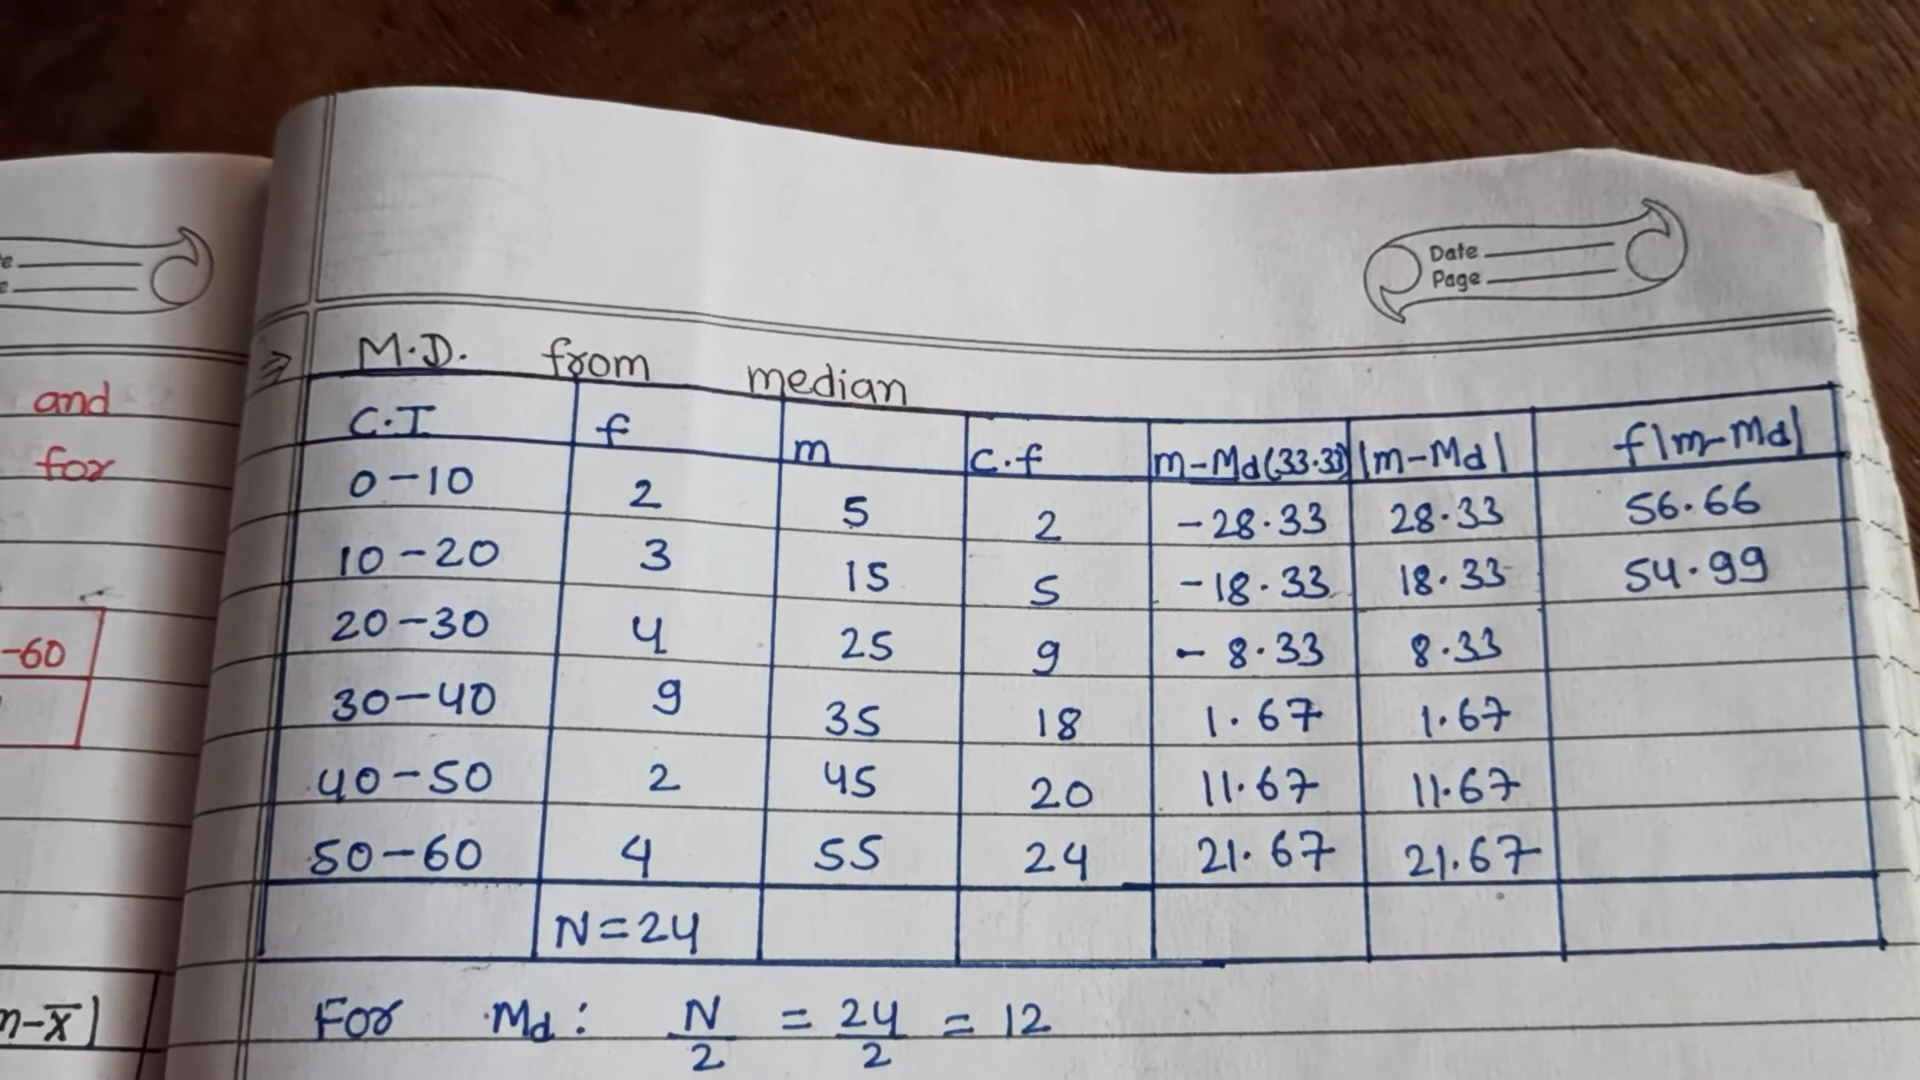 Date
Page
and
for
-60
n-x̄|
⇒ M.D. from median
C.I f m c.f m-Md(33.33) |m-Md| f|m-Md|
0-10 2 5 2 -28.33 28.33 56.66
10-20 3 15 5 -18.33 18.33 54.99
20-30 4 25 9 -8.33 8.33
30-40 9 35 18 1.67 1.67
40-50 2 45 20 11.67 11.67
50-60 4 55 24 21.67 21.67
N=24
For Md: N/2 = 24/2 = 12